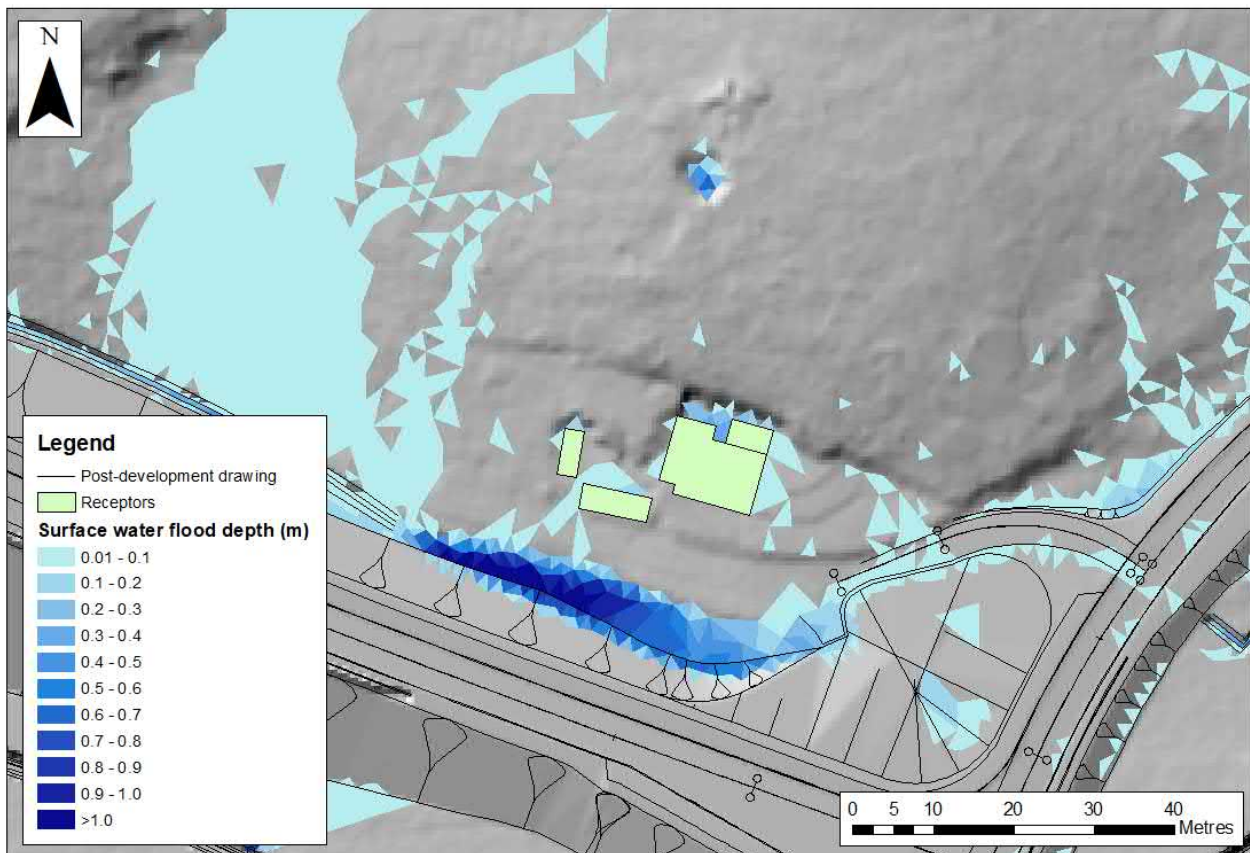 N
Legend
Post-development drawing
Receptors
Surface water flood depth (m)
0.01 - 0.1
0.1 - 0.2
0.2 - 0.3
0.3 - 0.4
0.4 - 0.5
0.5 - 0.6
0.6 - 0.7
0.7 - 0.8
0.8 - 0.9
0.9 - 1.0
>1.0
0 5 10 20 30 40
Metres